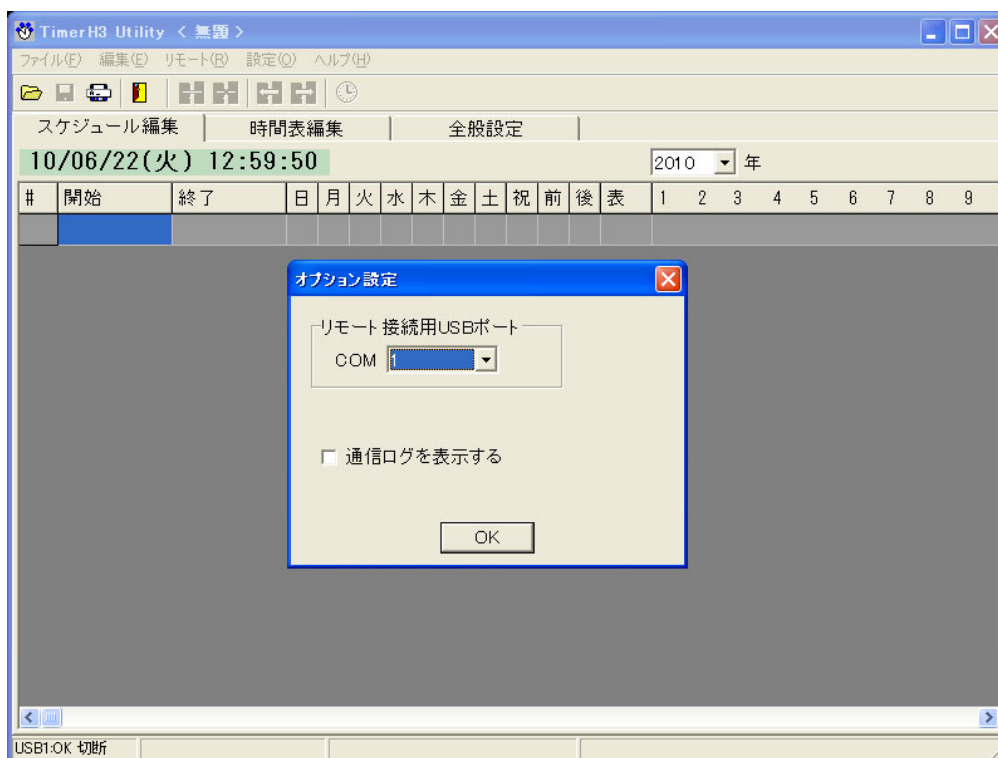 TimerH3 Utility < 無題 >
ファイル(F) 編集(E) リモート(R) 設定(O) ヘルプ(H)
スケジュール編集 時間表編集 全般設定
10/06/22(火) 12:59:50 2010 年
# 開始 終了 日 月 火 水 木 金 土 祝 前 後 表 1 2 3 4 5 6 7 8 9
オプション設定
リモート接続用USBポート
COM 1
通信ログを表示する
OK
USB1:OK 切断